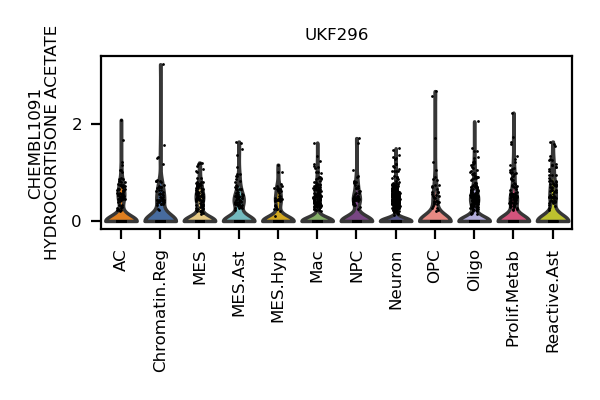 UKF296
CHEMBL1091
HYDROCORTISONE ACETATE
2
0
AC
Chromatin.Reg
MES
MES.Ast
MES.Hyp
Mac
NPC
Neuron
OPC
Oligo
Prolif.Metab
Reactive.Ast